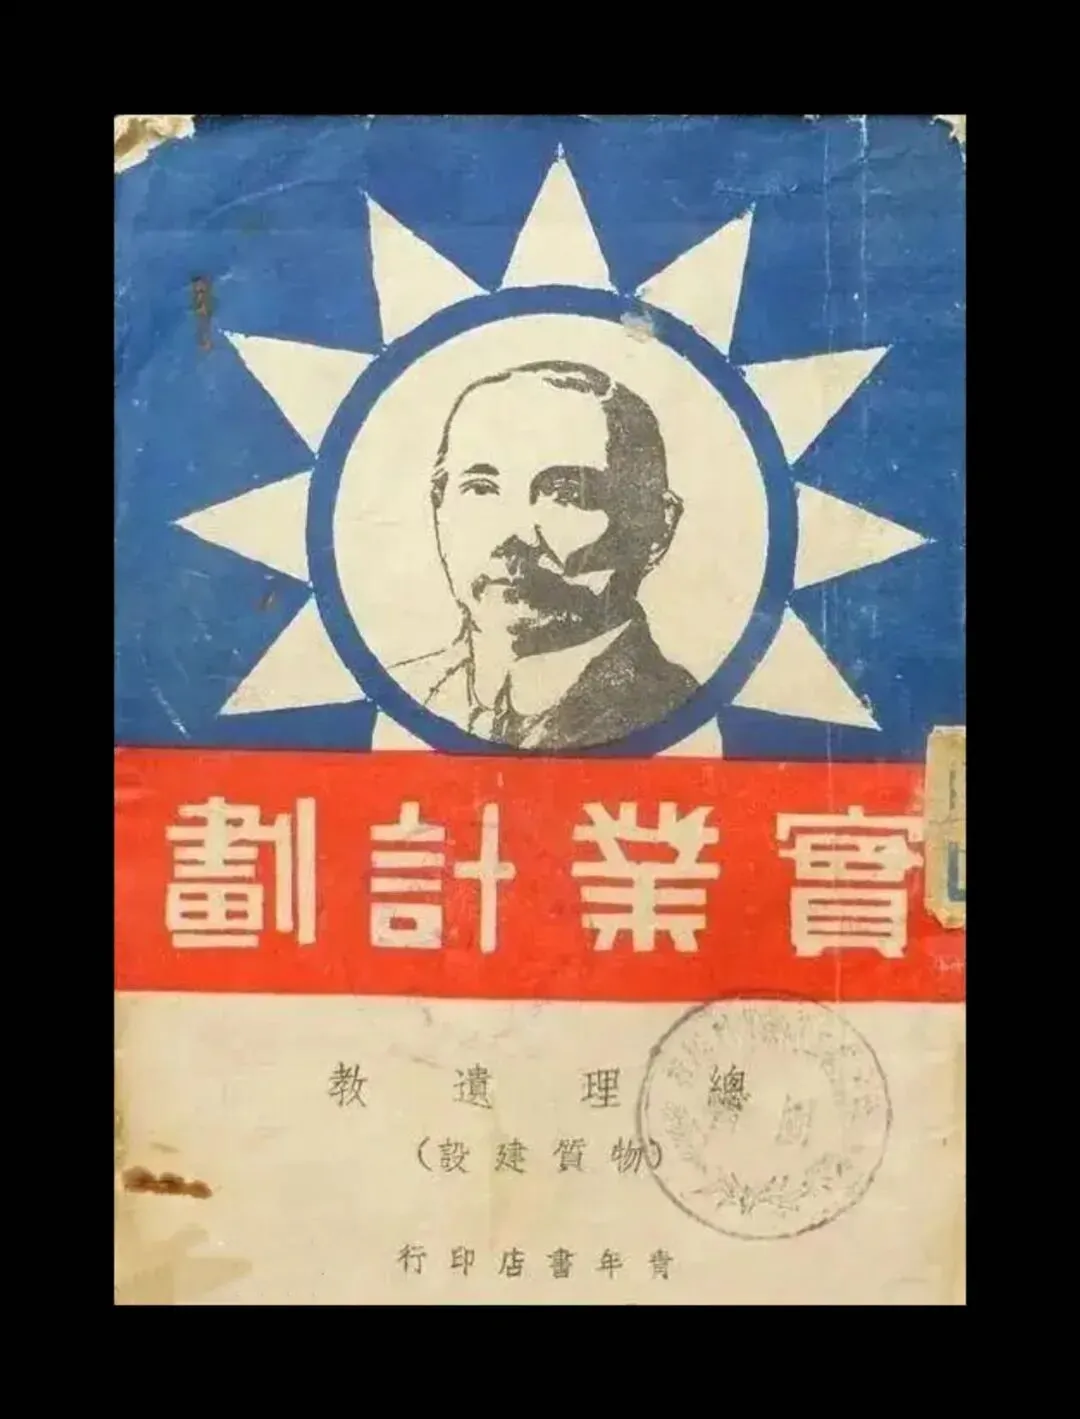 實業計劃
總理遺教
(物質建設)
青年書店印行